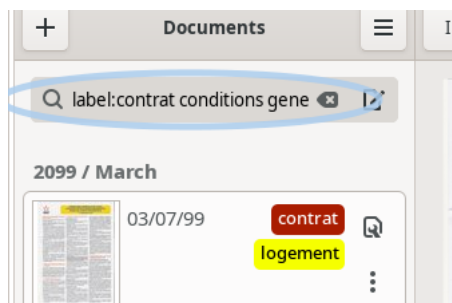 Documents
label:contrat conditions gene
2099 / March
03/07/99
contrat
logement